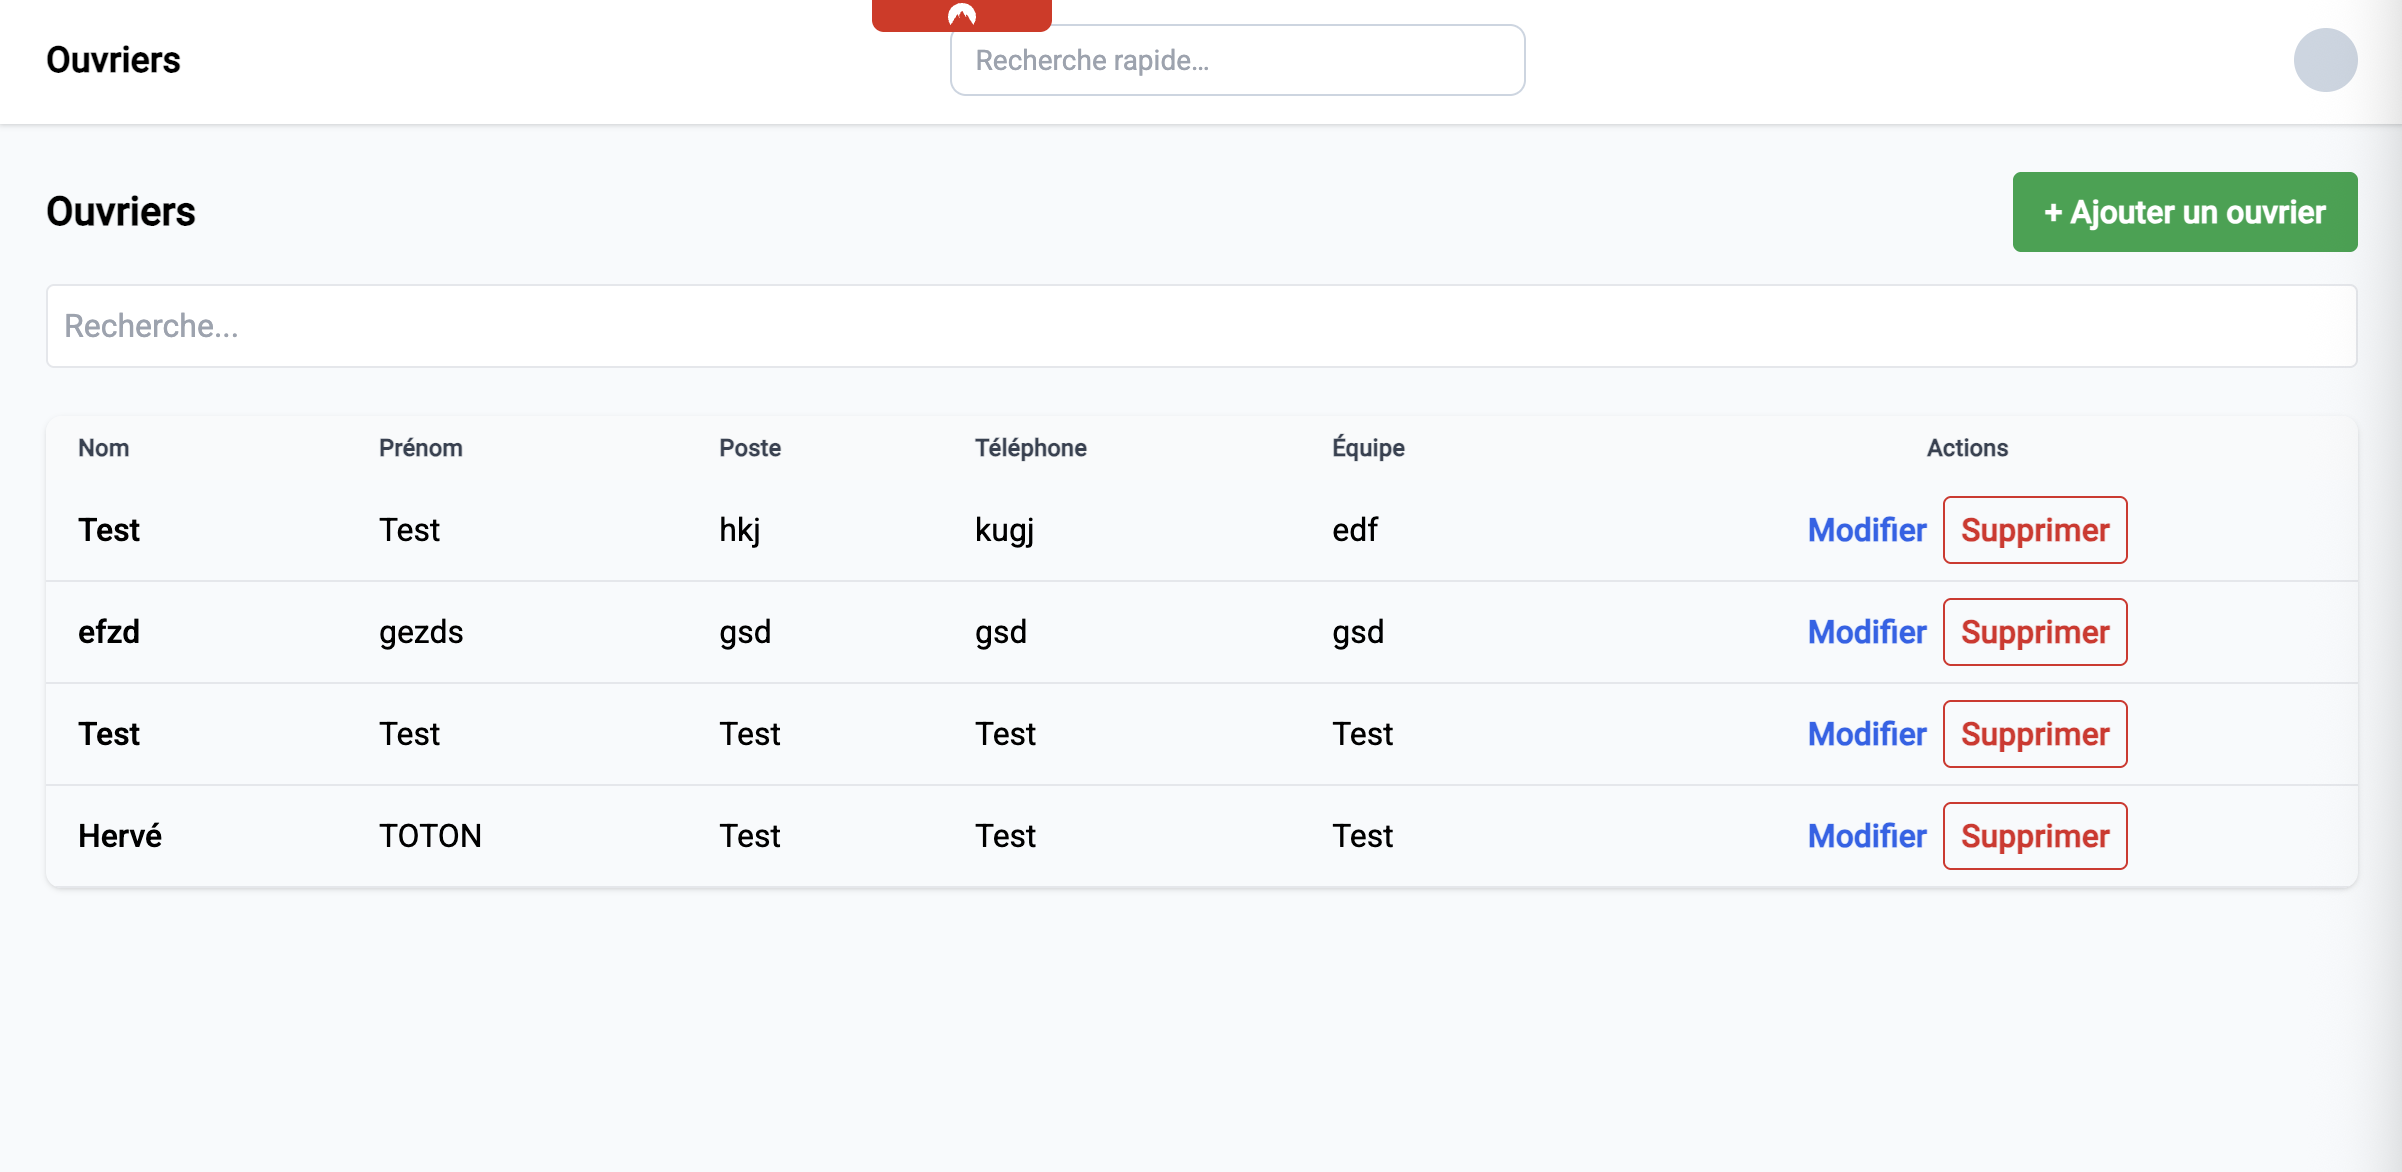 Ouvriers
Recherche rapide...
Ouvriers
+ Ajouter un ouvrier
Recherche...
Nom Prénom Poste Téléphone Équipe Actions
Test Test hkj kugj edf Modifier Supprimer
efzd gezds gsd gsd gsd Modifier Supprimer
Test Test Test Test Test Modifier Supprimer
Hervé TOTON Test Test Test Modifier Supprimer